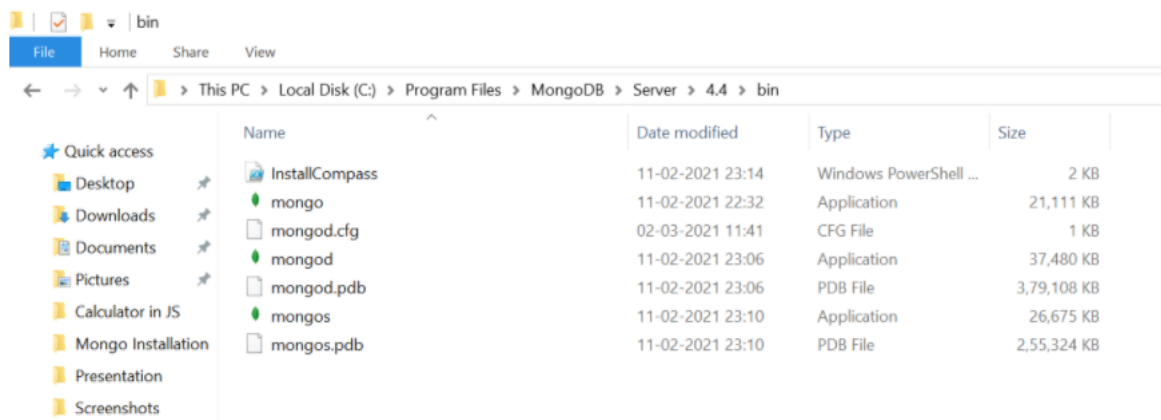 bin
File Home Share View
This PC > Local Disk (C:) > Program Files > MongoDB > Server > 4.4 > bin
Name Date modified Type Size
Quick access
Desktop
Downloads
Documents
Pictures
Calculator in JS
Mongo Installation
Presentation
Screenshots
InstallCompass 11-02-2021 23:14 Windows PowerShell ... 2 KB
mongo 11-02-2021 22:32 Application 21,111 KB
mongod.cfg 02-03-2021 11:41 CFG File 1 KB
mongod 11-02-2021 23:06 Application 37,480 KB
mongod.pdb 11-02-2021 23:06 PDB File 3,79,108 KB
mongos 11-02-2021 23:10 Application 26,675 KB
mongos.pdb 11-02-2021 23:10 PDB File 2,55,324 KB